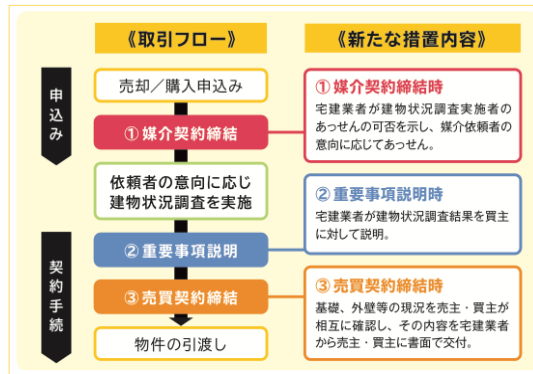 《取引フロー》
《新たな措置内容》
申込み
売却／購入申込み
①媒介契約締結
依頼者の意向に応じ
建物状況調査を実施
契約手続
②重要事項説明
③売買契約締結
物件の引渡し
①媒介契約締結時
宅建業者が建物状況調査実施者の
あっせんの可否を示し、媒介依頼者の
意向に応じてあっせん。
②重要事項説明時
宅建業者が建物状況調査結果を買主
に対して説明。
③売買契約締結時
基礎、外壁等の現況を売主・買主が
相互に確認し、その内容を宅建業者
から売主・買主に書面で交付。